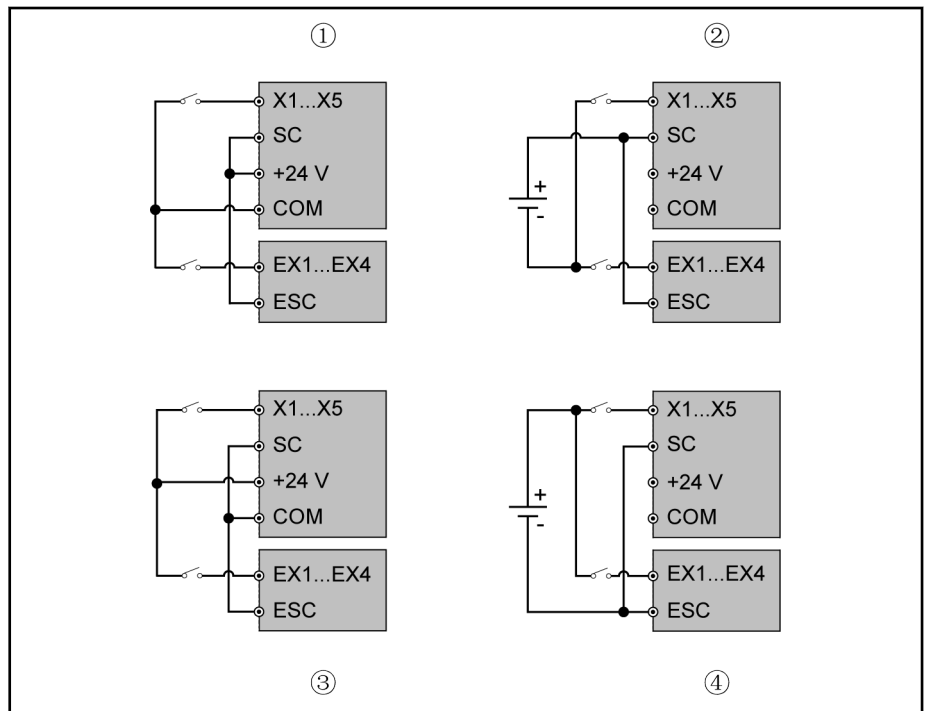 ①
X1...X5
SC
+24 V
COM
EX1...EX4
ESC
②
X1...X5
SC
+
+24 V
-
COM
EX1...EX4
ESC
X1...X5
SC
+24 V
COM
EX1...EX4
ESC
③
X1...X5
SC
+
+24 V
-
COM
EX1...EX4
ESC
④